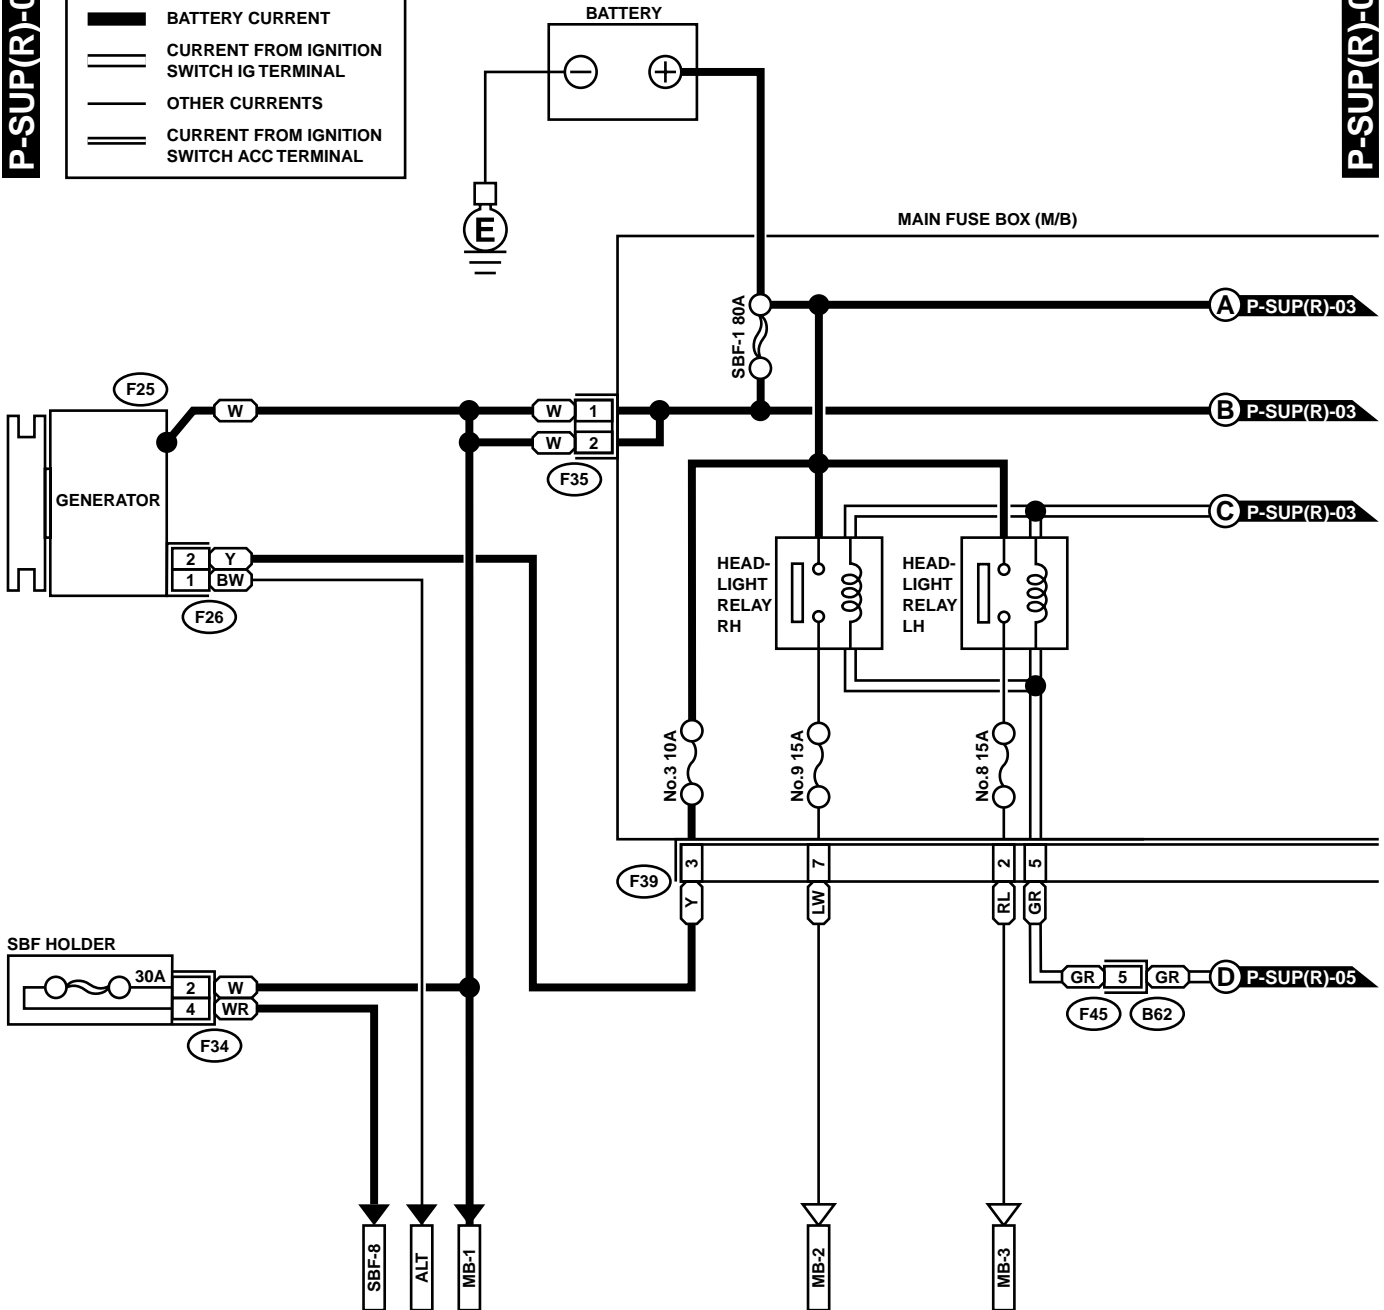 P-SUP(R)-0
BATTERY CURRENT
CURRENT FROM IGNITION
SWITCH IG TERMINAL
OTHER CURRENTS
CURRENT FROM IGNITION
SWITCH ACC TERMINAL
BATTERY
− +
P-SUP(R)-0
E
MAIN FUSE BOX (M/B)
SBF-1 80A
A P-SUP(R)-03
F25
W
W 1
B P-SUP(R)-03
W 2
F35
GENERATOR
C P-SUP(R)-03
2 Y
1 BW
F26
HEAD-
LIGHT
RELAY
RH
HEAD-
LIGHT
RELAY
LH
No.3 10A
No.9 15A
No.8 15A
F39
3
7
2
5
Y
LW
RL
GR
SBF HOLDER
30A
2 W
4 WR
F34
GR 5 GR
D P-SUP(R)-05
F45
B62
SBF-8
ALT
MB-1
MB-2
MB-3